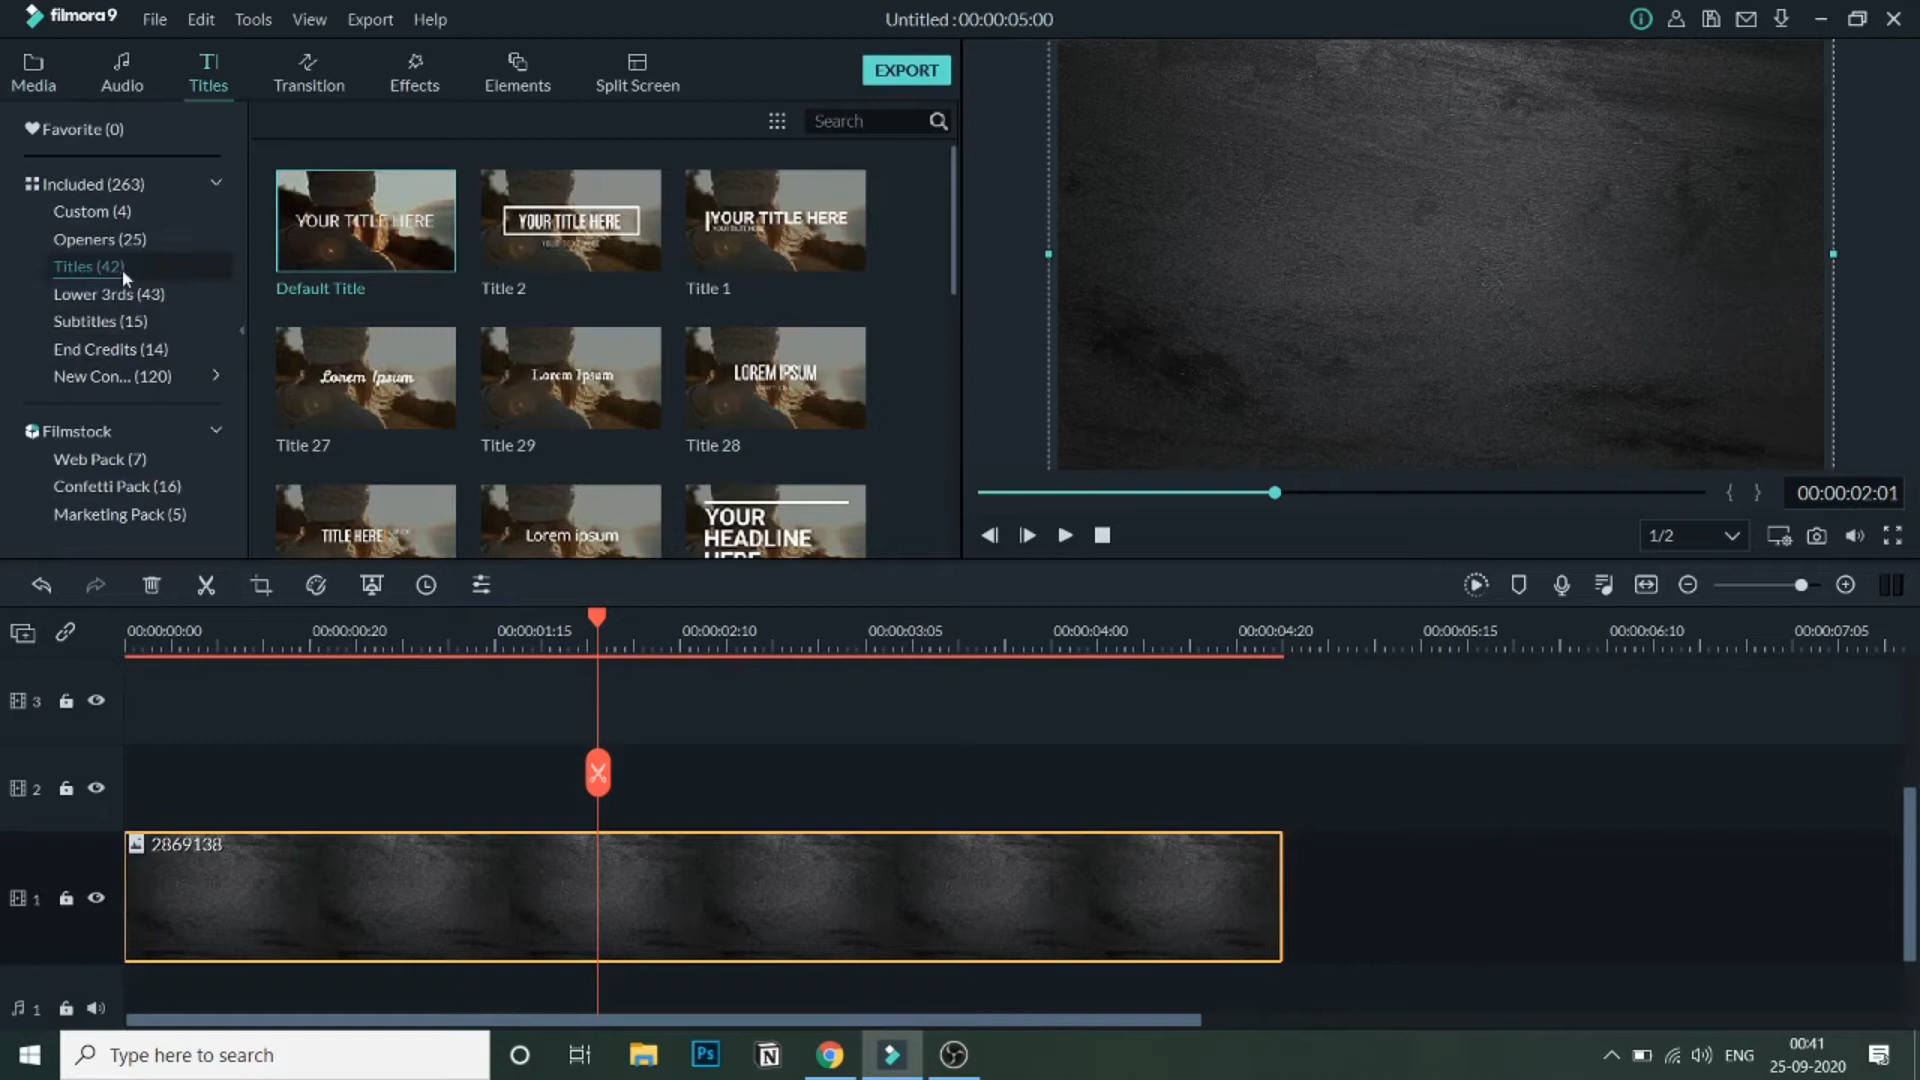 filmora9 File Edit Tools View Export Help
Untitled : 00:00:05:00
Media Audio Titles Transition Effects Elements Split Screen
EXPORT
Favorite (0)
Search
Included (263)
Custom (4)
Openers (25)
Titles (42)
Lower 3rds (43)
Subtitles (15)
End Credits (14)
New Con... (120)
Filmstock
Web Pack (7)
Confetti Pack (16)
Marketing Pack (5)
YOUR TITLE HERE
YOUR TITLE HERE
YOUR TITLE HERE
Default Title
Title 2
Title 1
Lorem Ipsum
Lorem Ipsum
LOREM IPSUM
Title 27
Title 29
Title 28
TITLE HERE
Lorem ipsum
YOUR
HEADLINE
HERE
{ } 00:00:02:01
1/2
00:00:00:00 00:00:00:20 00:00:01:15 00:00:02:10 00:00:03:05 00:00:04:00 00:00:04:20 00:00:05:15 00:00:06:10 00:00:07:05
3
2
2869138
1
1
Type here to search
Ps
N
ENG
00:41
25-09-2020